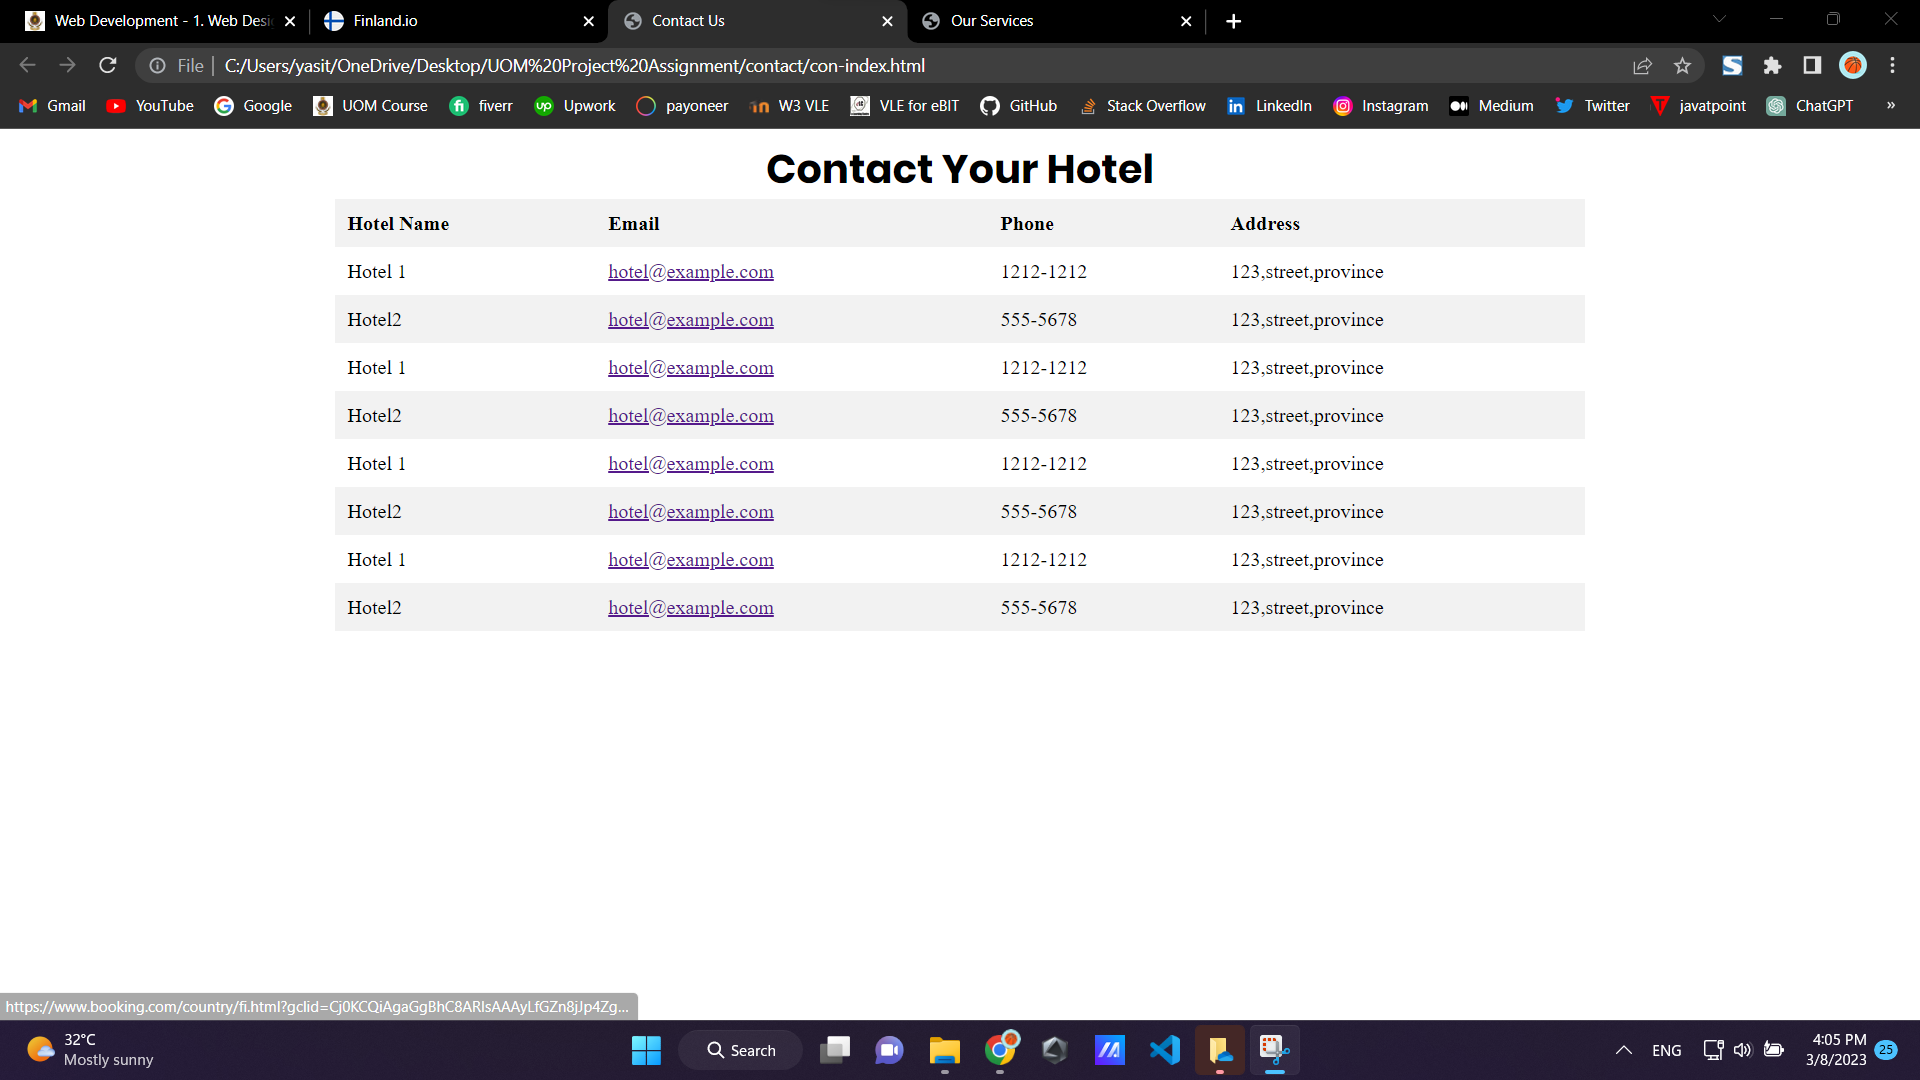 Web Development - 1. Web Desi
Finland.io
Contact Us
Our Services
File
C:/Users/yasit/OneDrive/Desktop/UOM%20Project%20Assignment/contact/con-index.html
Gmail YouTube Google UOM Course fiverr Upwork payoneer W3 VLE VLE for eBIT GitHub Stack Overflow LinkedIn Instagram Medium Twitter javatpoint ChatGPT »
Contact Your Hotel
Hotel Name Email Phone Address
Hotel 1 hotel@example.com 1212-1212 123,street,province
Hotel2 hotel@example.com 555-5678 123,street,province
Hotel 1 hotel@example.com 1212-1212 123,street,province
Hotel2 hotel@example.com 555-5678 123,street,province
Hotel 1 hotel@example.com 1212-1212 123,street,province
Hotel2 hotel@example.com 555-5678 123,street,province
Hotel 1 hotel@example.com 1212-1212 123,street,province
Hotel2 hotel@example.com 555-5678 123,street,province
https://www.booking.com/country/fi.html?gclid=Cj0KCQiAgaGgBhC8ARIsAAAyLfGZn8jJp4Zg...
32°C
Mostly sunny
Search
ENG
4:05 PM
3/8/2023
25